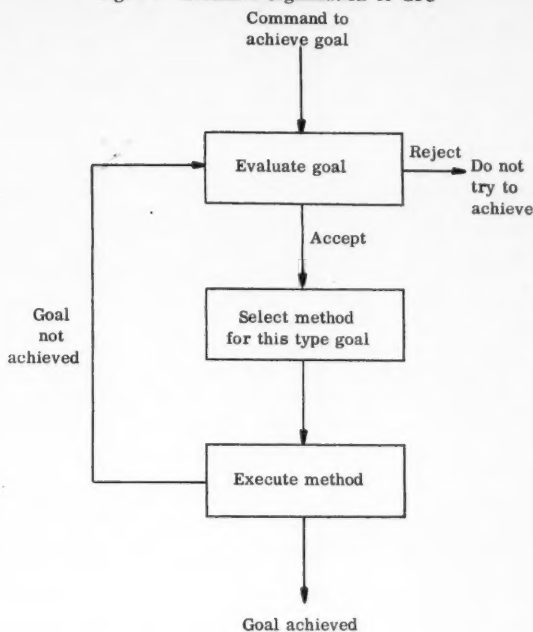 Command to
achieve goal
Evaluate goal
Reject
Do not
try to
achieve
Accept
Select method
for this type goal
Goal
not
achieved
Execute method
Goal achieved